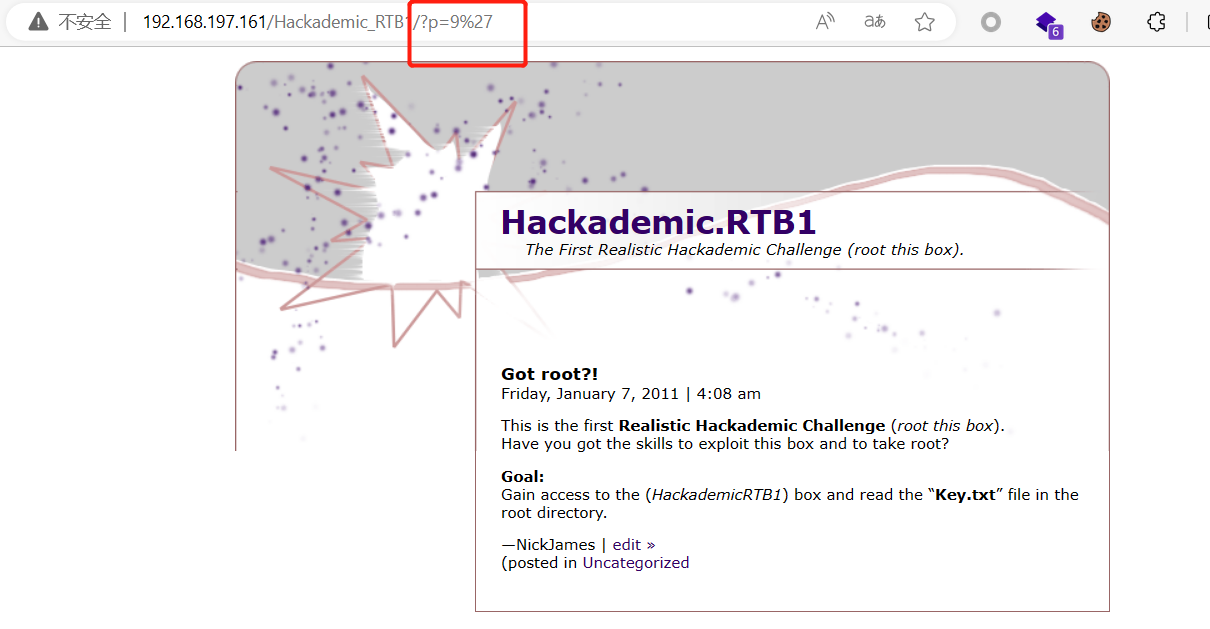 不安全 | 192.168.197.161/Hackademic_RTB1/?p=9%27 aあ
6
Hackademic.RTB1
The First Realistic Hackademic Challenge (root this box).
Got root?!
Friday, January 7, 2011 | 4:08 am
This is the first Realistic Hackademic Challenge (root this box).
Have you got the skills to exploit this box and to take root?
Goal:
Gain access to the (HackademicRTB1) box and read the “Key.txt” file in the
root directory.
—NickJames | edit »
(posted in Uncategorized